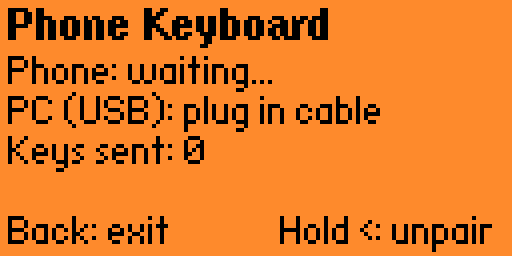 Phone Keyboard
Phone: waiting...
PC (USB): plug in cable
Keys sent: 0
Back: exit Hold <: unpair